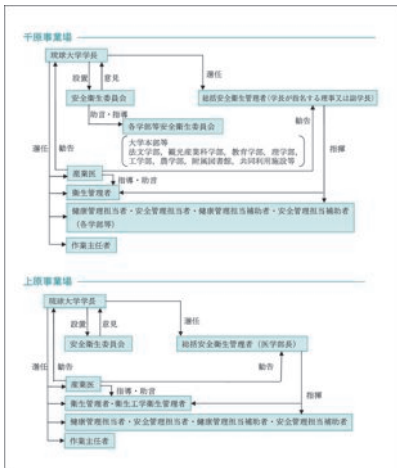 千原事業場
琉球大学学長
設置
意見
選任
安全衛生委員会
総括安全衛生管理者(学長が指名する理事又は副学長)
助言・指導
各学部等安全衛生委員会
勧告
大学本部等
法文学部、観光産業科学部、教育学部、理学部、
工学部、農学部、附属図書館、共同利用施設等
選任
勧告
指揮
産業医
指導・助言
衛生管理者
健康管理担当者・安全管理担当者・健康管理担当補助者・安全管理担当補助者
(各学部等)
作業主任者
上原事業場
琉球大学学長
設置
意見
選任
安全衛生委員会
総括安全衛生管理者(医学部長)
選任
勧告
勧告
産業医
指導・助言
指揮
衛生管理者・衛生工学衛生管理者
健康管理担当者・安全管理担当者・健康管理担当補助者・安全管理担当補助者
作業主任者